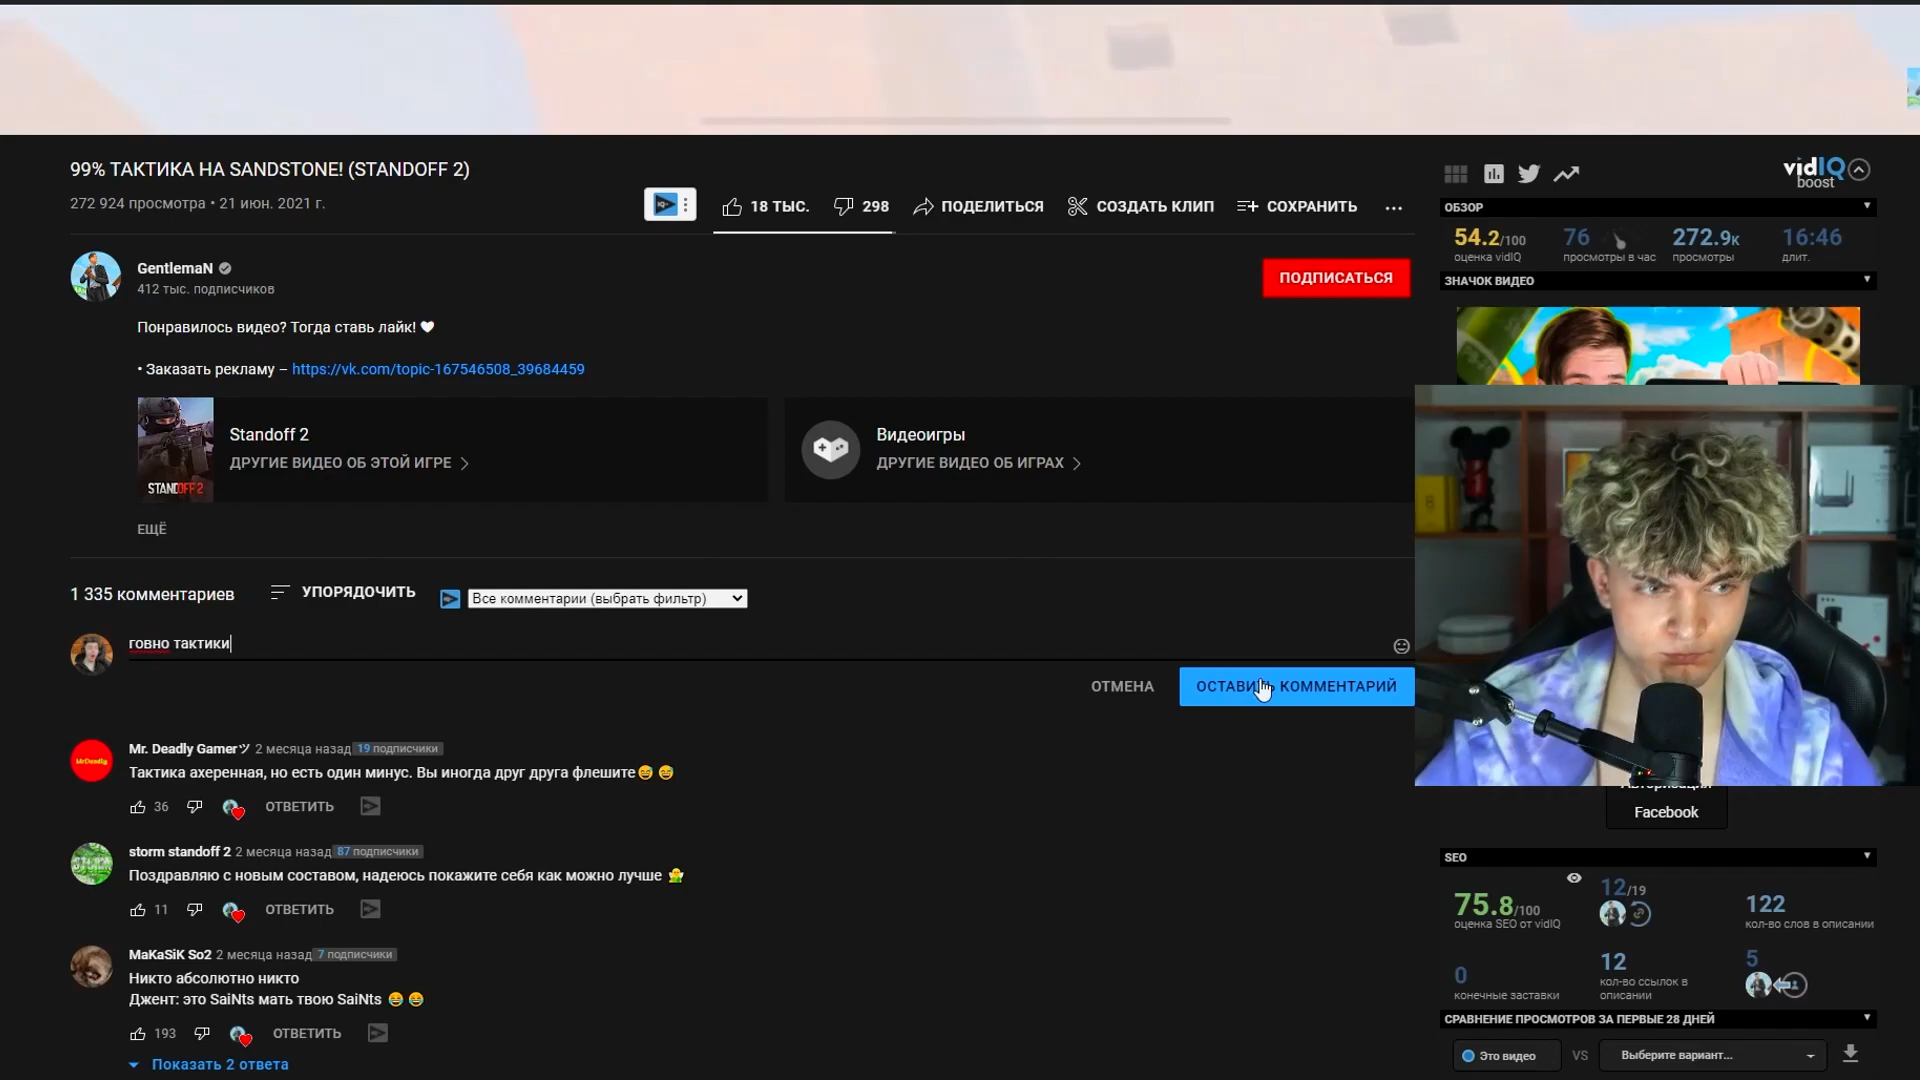 99% ТАКТИКА НА SANDSTONE! (STANDOFF 2)
272 924 просмотра • 21 июн. 2021 г.
18 ТЫС.
298
ПОДЕЛИТЬСЯ
СОЗДАТЬ КЛИП
СОХРАНИТЬ
GentlemaN
412 тыс. подписчиков
ПОДПИСАТЬСЯ
Понравилось видео? Тогда ставь лайк!
• Заказать рекламу – https://vk.com/topic-167546508_39684459
STANDOFF 2
Standoff 2
ДРУГИЕ ВИДЕО ОБ ЭТОЙ ИГРЕ
Видеоигры
ДРУГИЕ ВИДЕО ОБ ИГРАХ
ЕЩЁ
1 335 комментариев
УПОРЯДОЧИТЬ
Все комментарии (выбрать фильтр)
говно тактики
ОТМЕНА
ОСТАВИ КОММЕНТАРИЙ
Mr. Deadly Gamerツ 2 месяца назад 19 подписчики
Тактика ахеренная, но есть один минус. Вы иногда друг друга флешите😅 😅
36
ОТВЕТИТЬ
storm standoff 2 2 месяца назад 87 подписчики
Поздравляю с новым составом, надеюсь покажите себя как можно лучше
11
ОТВЕТИТЬ
MaKaSiK So2 2 месяца назад 7 подписчики
Никто абсолютно никто
Джент: это SaiNts мать твою SaiNts 😂 😂
193
ОТВЕТИТЬ
Показать 2 ответа
vidIQ
boost
ОБЗОР
54.2/100
оценка vidIQ
76
просмотры в час
272.9к
просмотры
16:46
длит.
ЗНАЧОК ВИДЕО
Facebook
SEO
75.8/100
оценка SEO от vidIQ
12/19
122
кол-во слов в описании
0
конечные заставки
12
кол-во ссылок в
описании
5
СРАВНЕНИЕ ПРОСМОТРОВ ЗА ПЕРВЫЕ 28 ДНЕЙ
Это видео
VS
Выберите вариант...